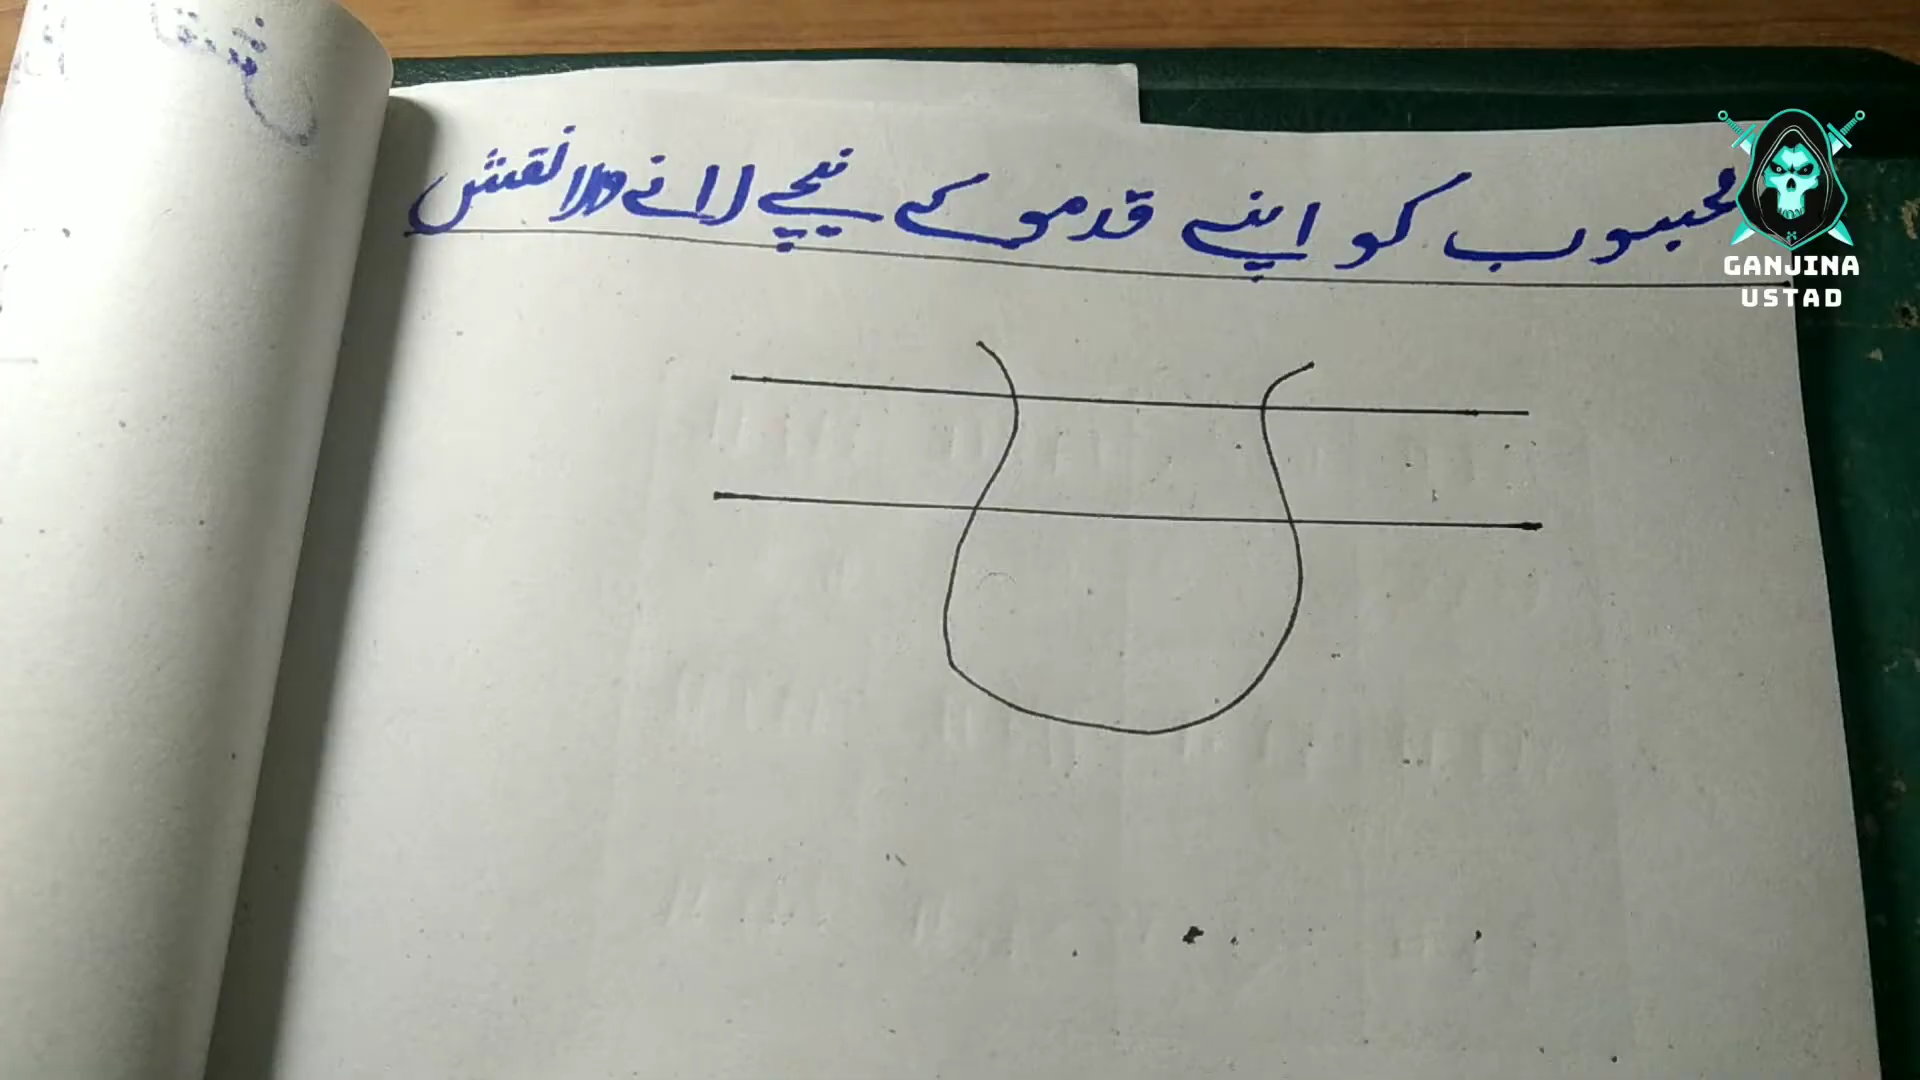 محبوب کو اپنے قدموں کے نیچے لانے والا نقش
GANJINA
USTAD